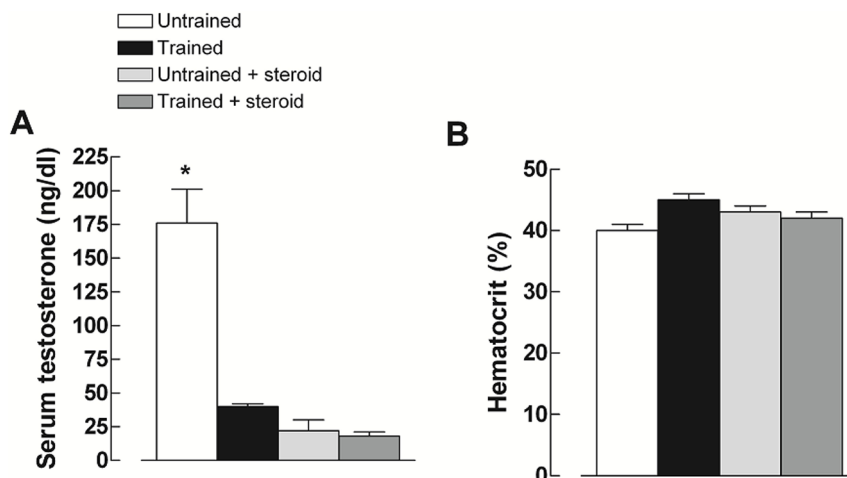 Untrained
Trained
Untrained + steroid
Trained + steroid
A
Serum testosterone (ng/dl)
225
200
175
150
125
100
75
50
25
0
*
B
Hematocrit (%)
50
40
30
20
10
0